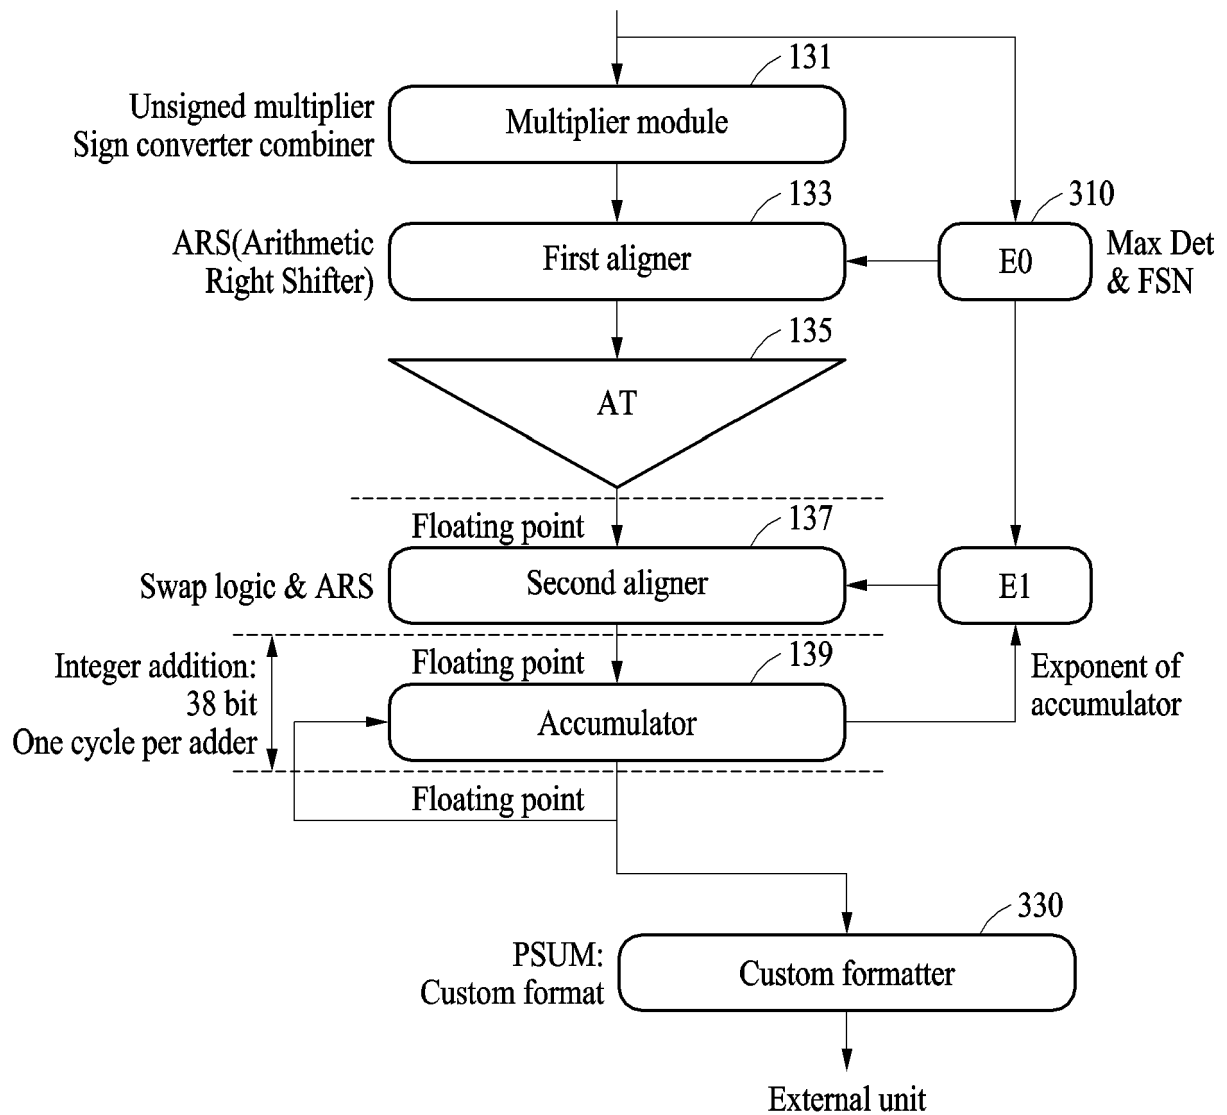 131
Unsigned multiplier
Sign converter combiner
Multiplier module
133
310
ARS(Arithmetic
Right Shifter)
First aligner
E0
Max Det
& FSN
135
AT
Floating point
137
Swap logic & ARS
Second aligner
E1
Integer addition:
38 bit
One cycle per adder
Floating point
139
Accumulator
Exponent of
accumulator
Floating point
330
PSUM:
Custom format
Custom formatter
External unit